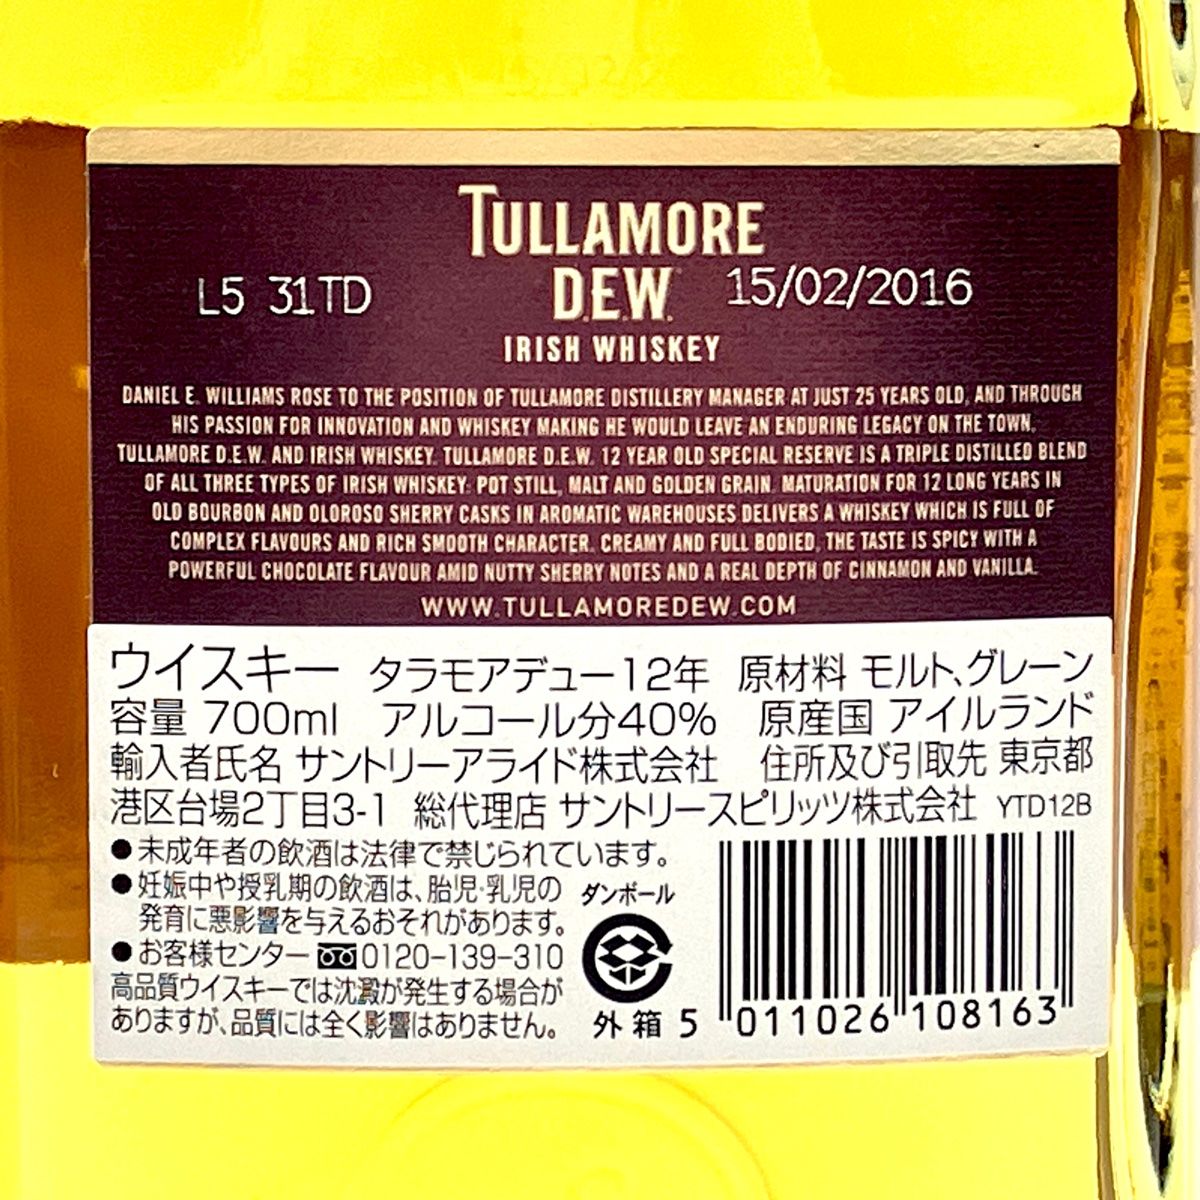 TULLAMORE
D.E.W.
L5 31TD
15/02/2016
IRISH WHISKEY
DANIEL E. WILLIAMS ROSE TO THE POSITION OF TULLAMORE DISTILLERY MANAGER AT JUST 25 YEARS OLD, AND THROUGH
HIS PASSION FOR INNOVATION AND WHISKEY MAKING HE WOULD LEAVE AN ENDURING LEGACY ON THE TOWN,
TULLAMORE D.E.W. AND IRISH WHISKEY. TULLAMORE D.E.W. 12 YEAR OLD SPECIAL RESERVE IS A TRIPLE DISTILLED BLEND
OF ALL THREE TYPES OF IRISH WHISKEY: POT STILL, MALT AND GOLDEN GRAIN. MATURATION FOR 12 LONG YEARS IN
OLD BOURBON AND OLOROSO SHERRY CASKS IN AROMATIC WAREHOUSES DELIVERS A WHISKEY WHICH IS FULL OF
COMPLEX FLAVOURS AND RICH SMOOTH CHARACTER. CREAMY AND FULL BODIED, THE TASTE IS SPICY WITH A
POWERFUL CHOCOLATE FLAVOUR AMID NUTTY SHERRY NOTES AND A REAL DEPTH OF CINNAMON AND VANILLA.
WWW.TULLAMOREDEW.COM
ウイスキー タラモアデュー12年 原材料 モルト、グレーン
容量 700ml アルコール分40% 原産国 アイルランド
輸入者氏名 サントリーアライド株式会社 住所及び引取先 東京都
港区台場2丁目3-1 総代理店 サントリースピリッツ株式会社 YTD12B
●未成年者の飲酒は法律で禁じられています。
●妊娠中や授乳期の飲酒は、胎児・乳児の
発育に悪影響を与えるおそれがあります。
●お客様センター 0120-139-310
高品質ウイスキーでは沈澱が発生する場合が
ありますが、品質には全く影響はありません。
ダンボール
外箱 5
011026 108163